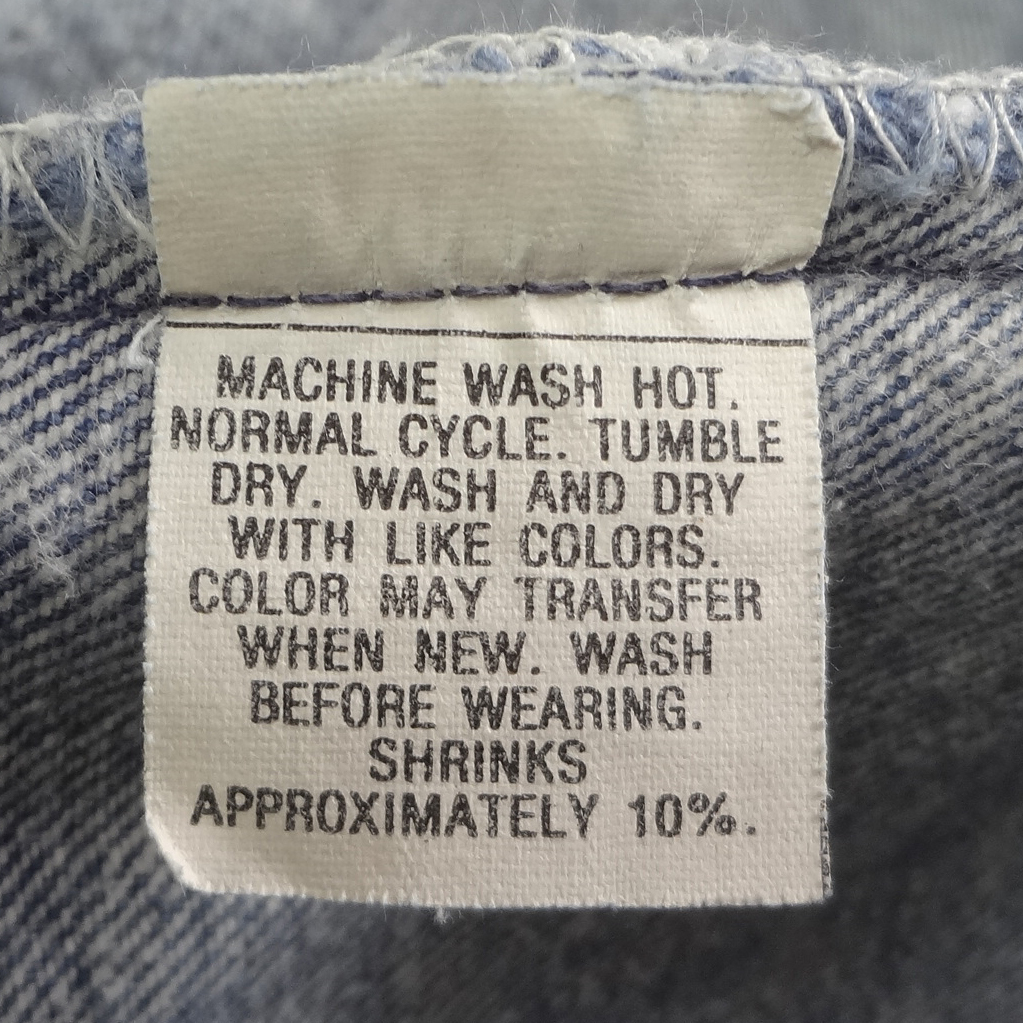 MACHINE WASH HOT.
NORMAL CYCLE. TUMBLE
DRY. WASH AND DRY
WITH LIKE COLORS.
COLOR MAY TRANSFER
WHEN NEW. WASH
BEFORE WEARING.
SHRINKS
APPROXIMATELY 10%.